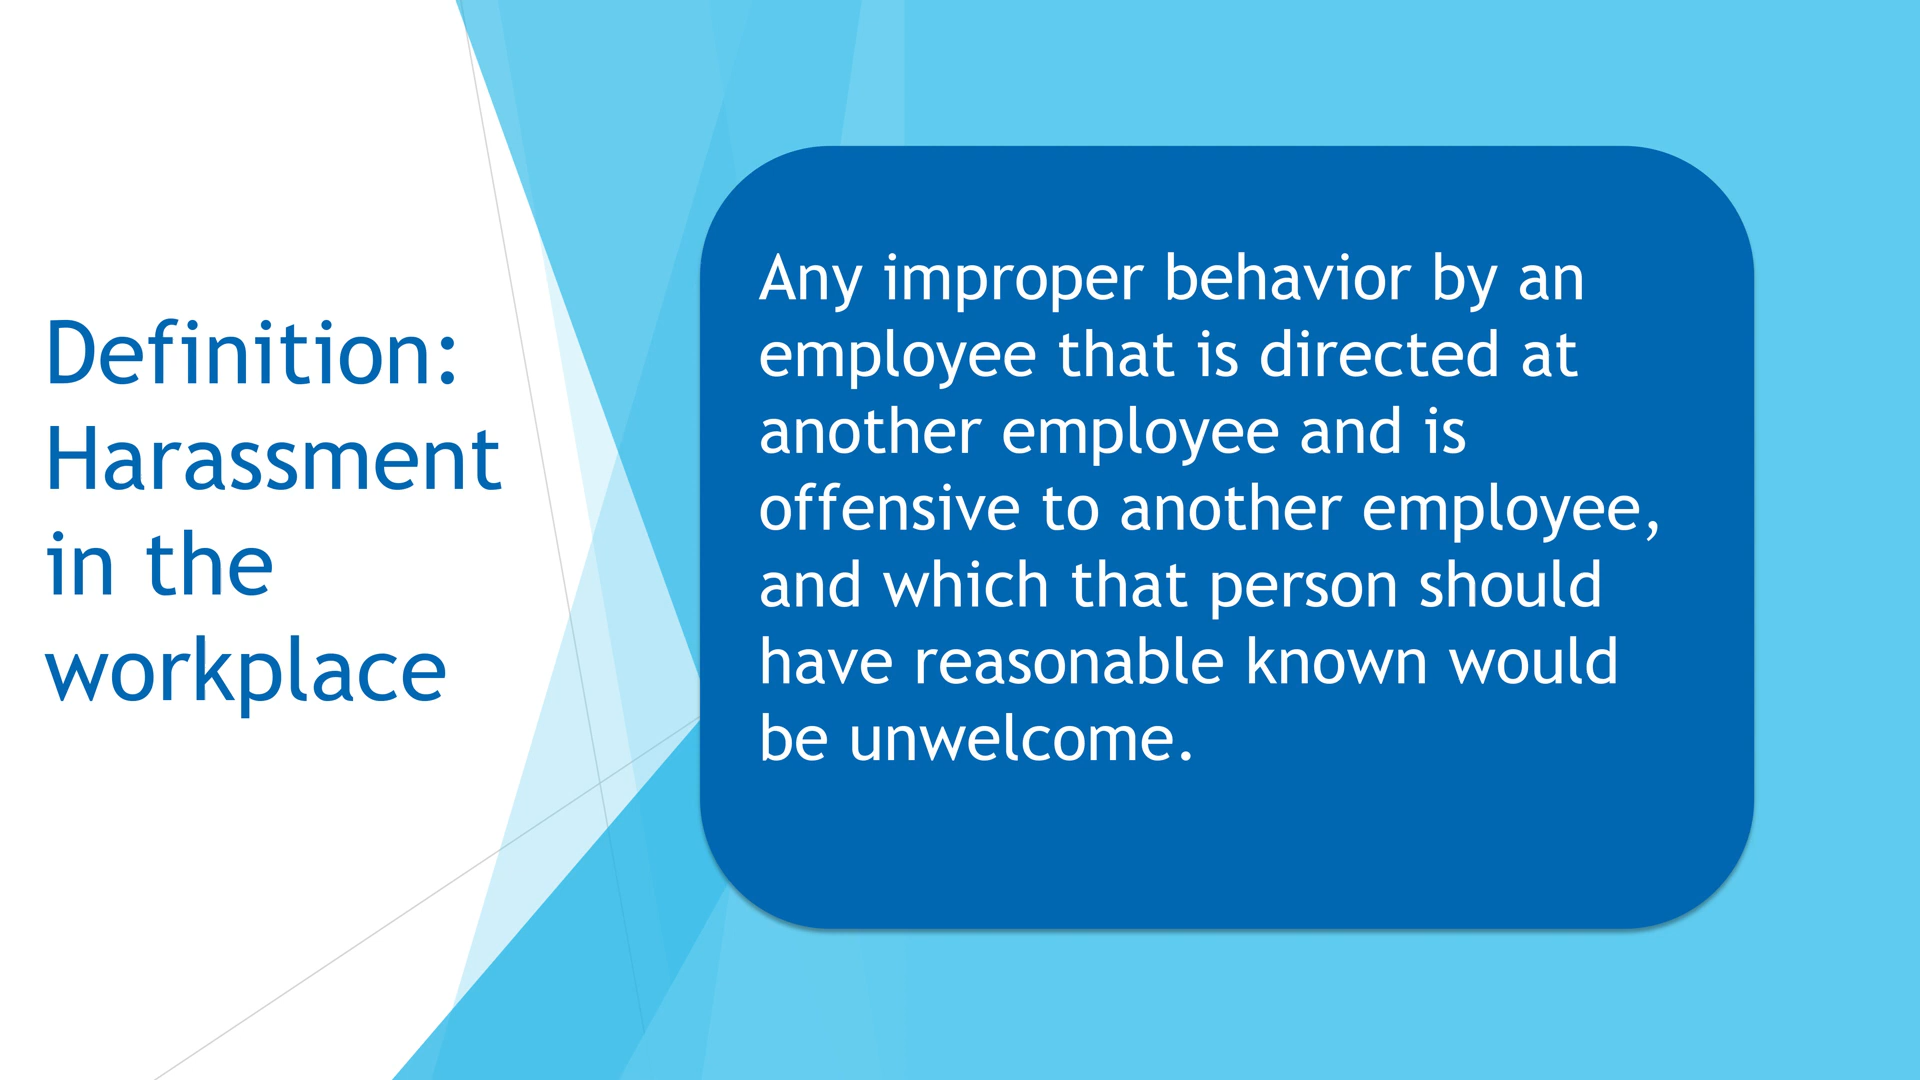 Definition:
Harassment
in the
workplace
Any improper behavior by an
employee that is directed at
another employee and is
offensive to another employee,
and which that person should
have reasonable known would
be unwelcome.